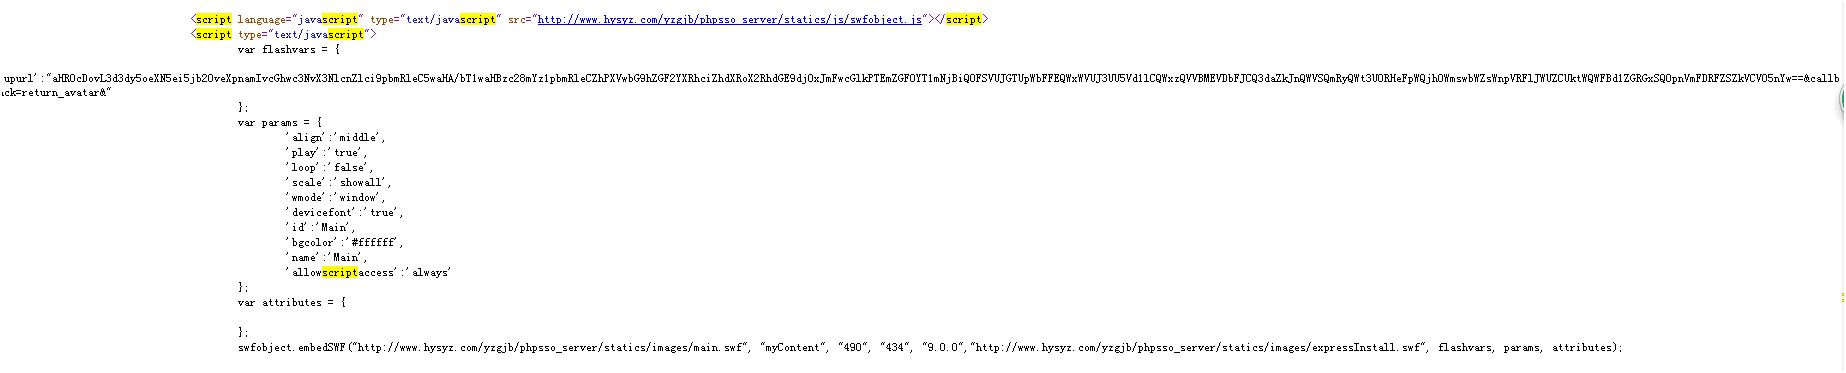 <script language="javascript" type="text/javascript" src="http://www.hysyz.com/yzgjb/phpsso_server/statics/js/swfobject.js"></script>
<script type="text/javascript">
var flashvars = {
upurl':"
&callb
ck=return_avatar&"
};
var params = {
'align':'middle',
'play':'true',
'loop':'false',
'scale':'showall',
'wmode':'window',
'devicefont':'true',
'id':'Main',
'bgcolor':'#ffffff',
'name':'Main',
'allowscriptaccess':'always'
};
var attributes = {
};
swfobject.embedSWF("http://www.hysyz.com/yzgjb/phpsso_server/statics/images/main.swf", "myContent", "490", "434", "9.0.0","http://www.hysyz.com/yzgjb/phpsso_server/statics/images/expressInstall.swf", flashvars, params, attributes);